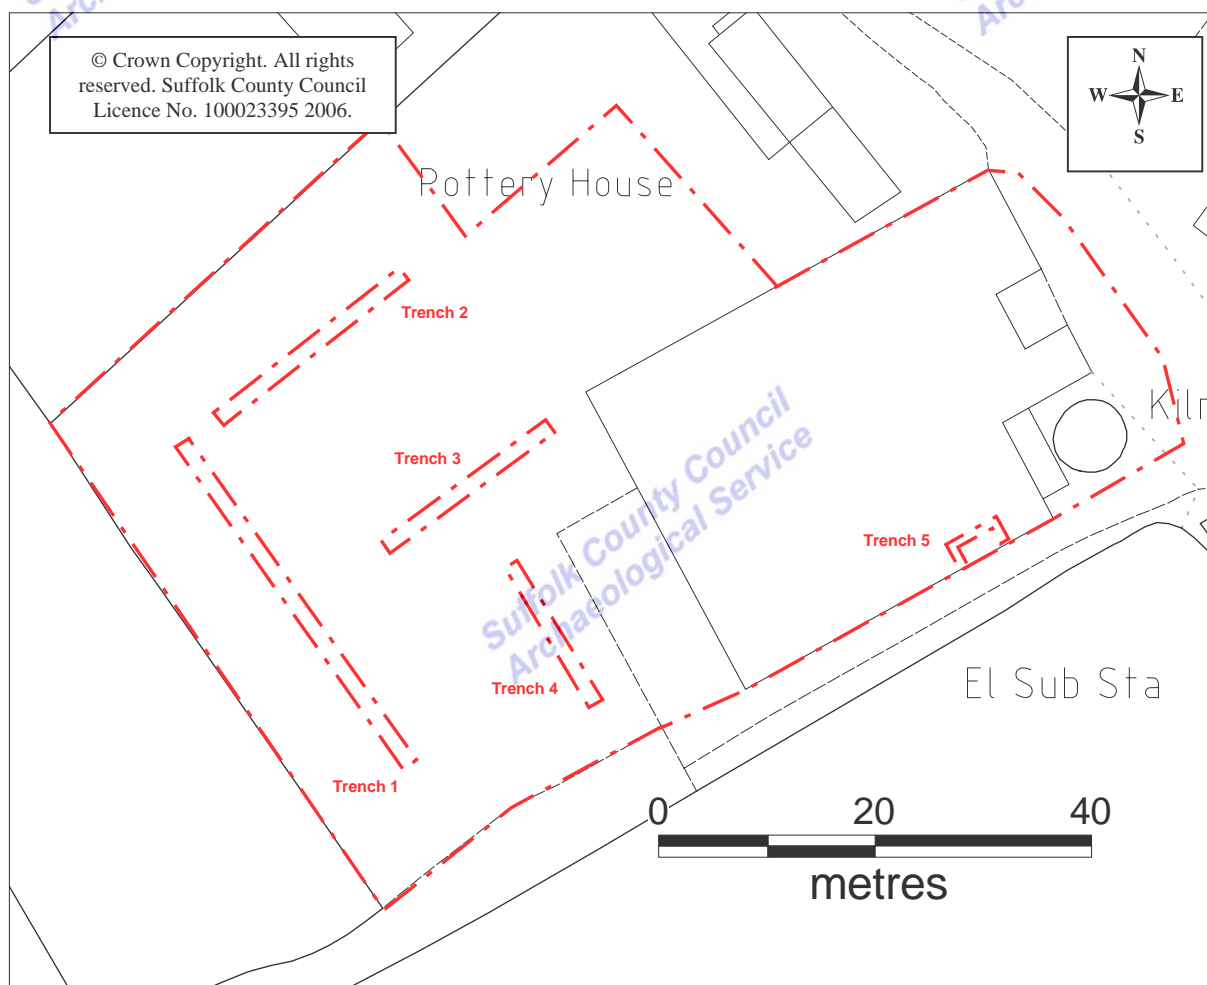 © Crown Copyright. All rights
reserved. Suffolk County Council
Licence No. 100023395 2006.
N
W E
S
Pottery House
Trench 2
Kiln
Trench 3
Suffolk County Council
Archaeological Service
Trench 5
El Sub Sta
Trench 4
Trench 1
0 20 40
metres